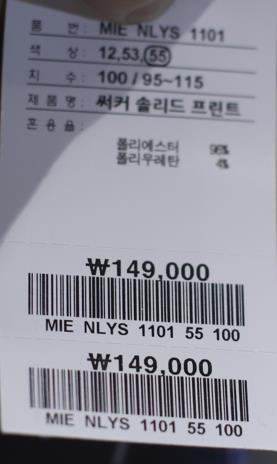 품 번: MIE NLYS 1101
색 상: 12,53,55
치 수: 100 / 95~115
제 품 명: 써커 솔리드 프린트
혼 용 율:
폴리에스터 96%
폴리우레탄 4%
₩149,000
MIE NLYS 1101 55 100
₩149,000
MIE NLYS 1101 55 100